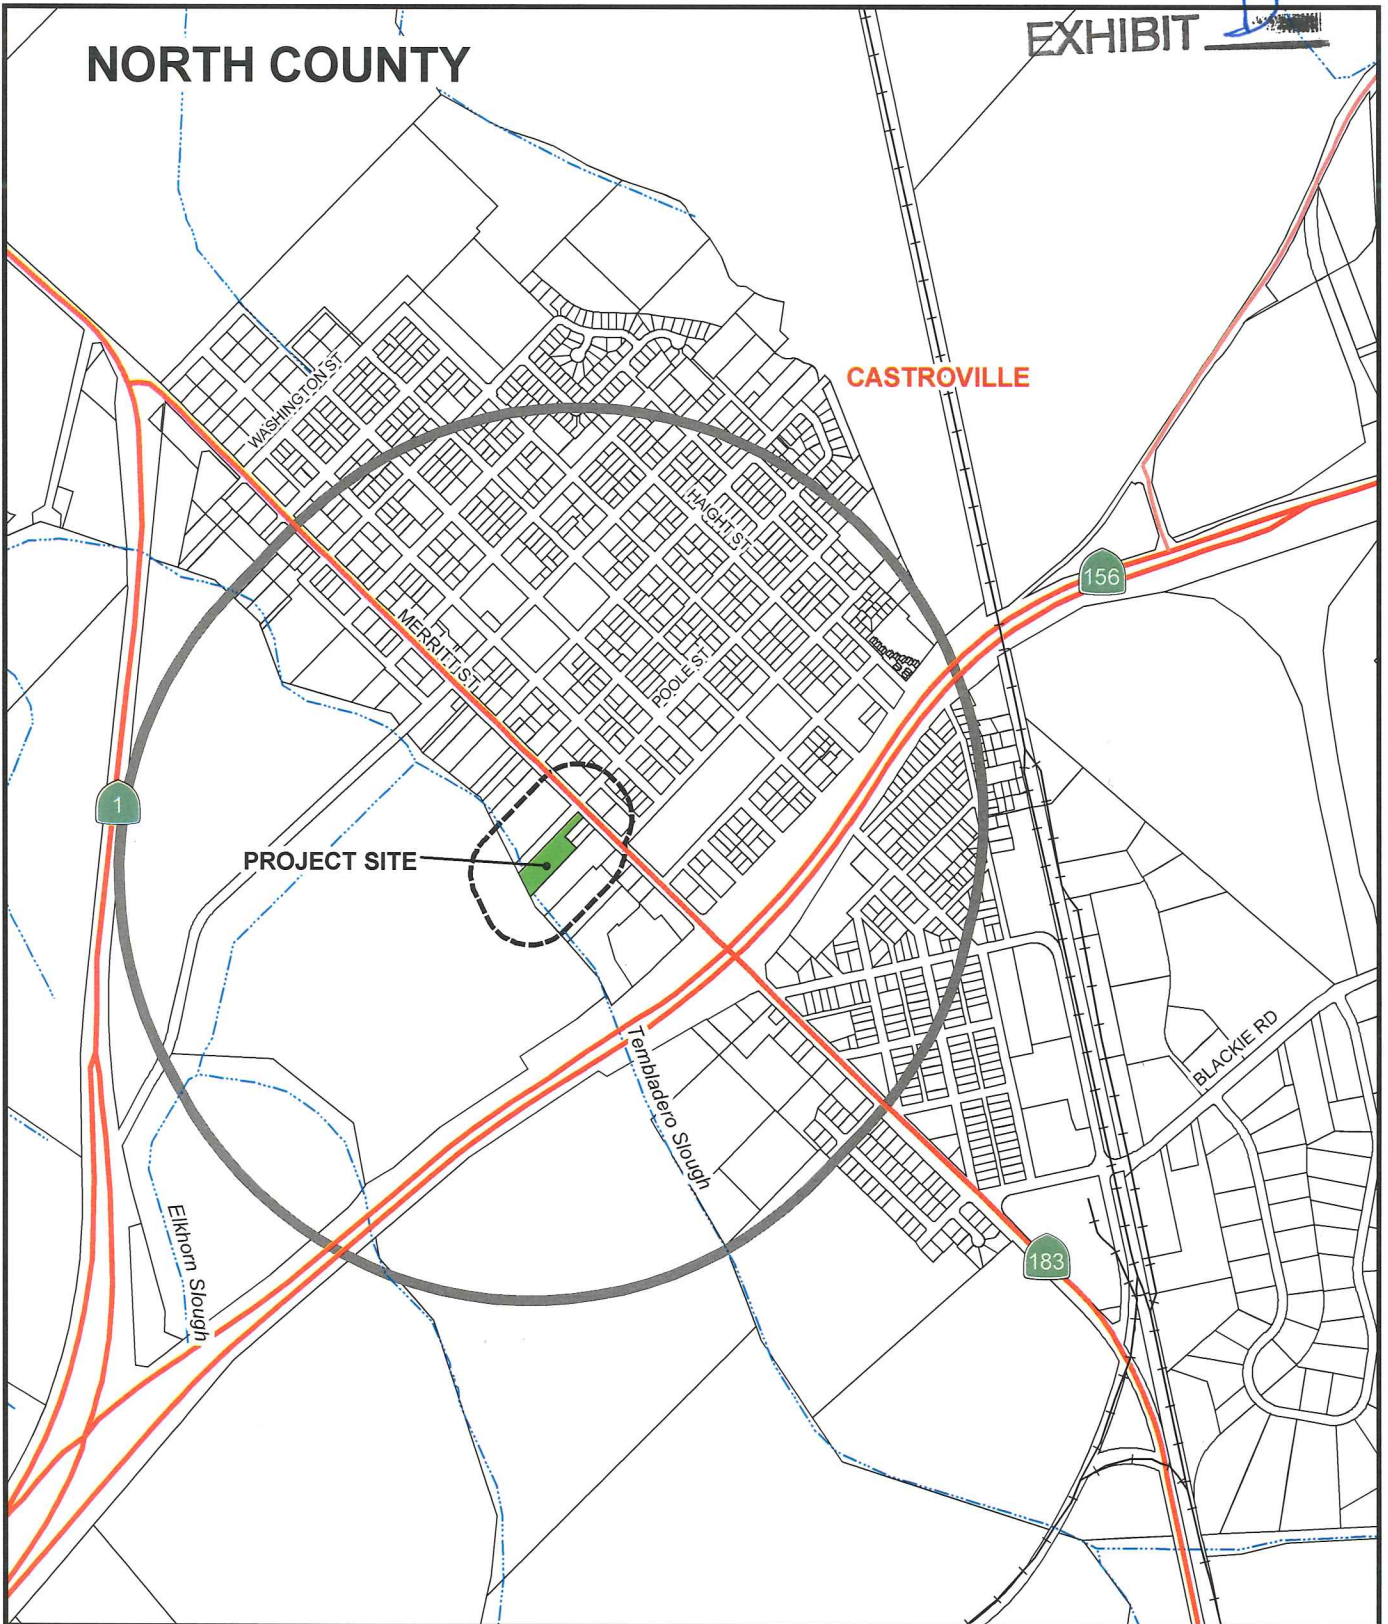 EXHIBIT
NORTH COUNTY
CASTROVILLE
WASHINGTON ST
HAIGHT ST
156
MERRITT ST
POOLE ST
1
PROJECT SITE
Tembladero Slough
BLACKIE RD
Elkhorn Slough
183